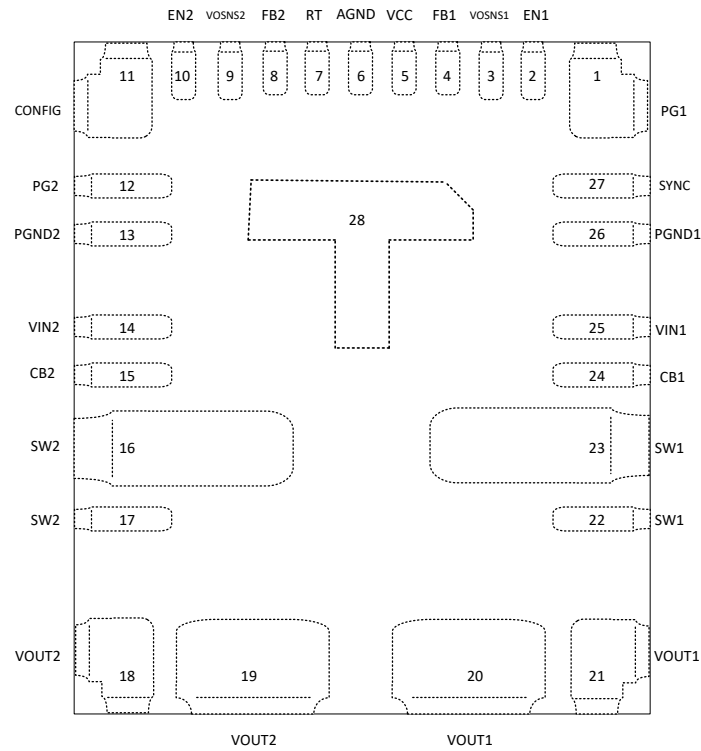 EN2 VOSNS2 FB2 RT AGND VCC FB1 VOSNS1 EN1
11 10 9 8 7 6 5 4 3 2 1
CONFIG PG1
PG2 12 27 SYNC
PGND2 13 28 26 PGND1
VIN2 14 25 VIN1
CB2 15 24 CB1
SW2 16 23 SW1
SW2 17 22 SW1
VOUT2 18 19 20 21 VOUT1
VOUT2 VOUT1